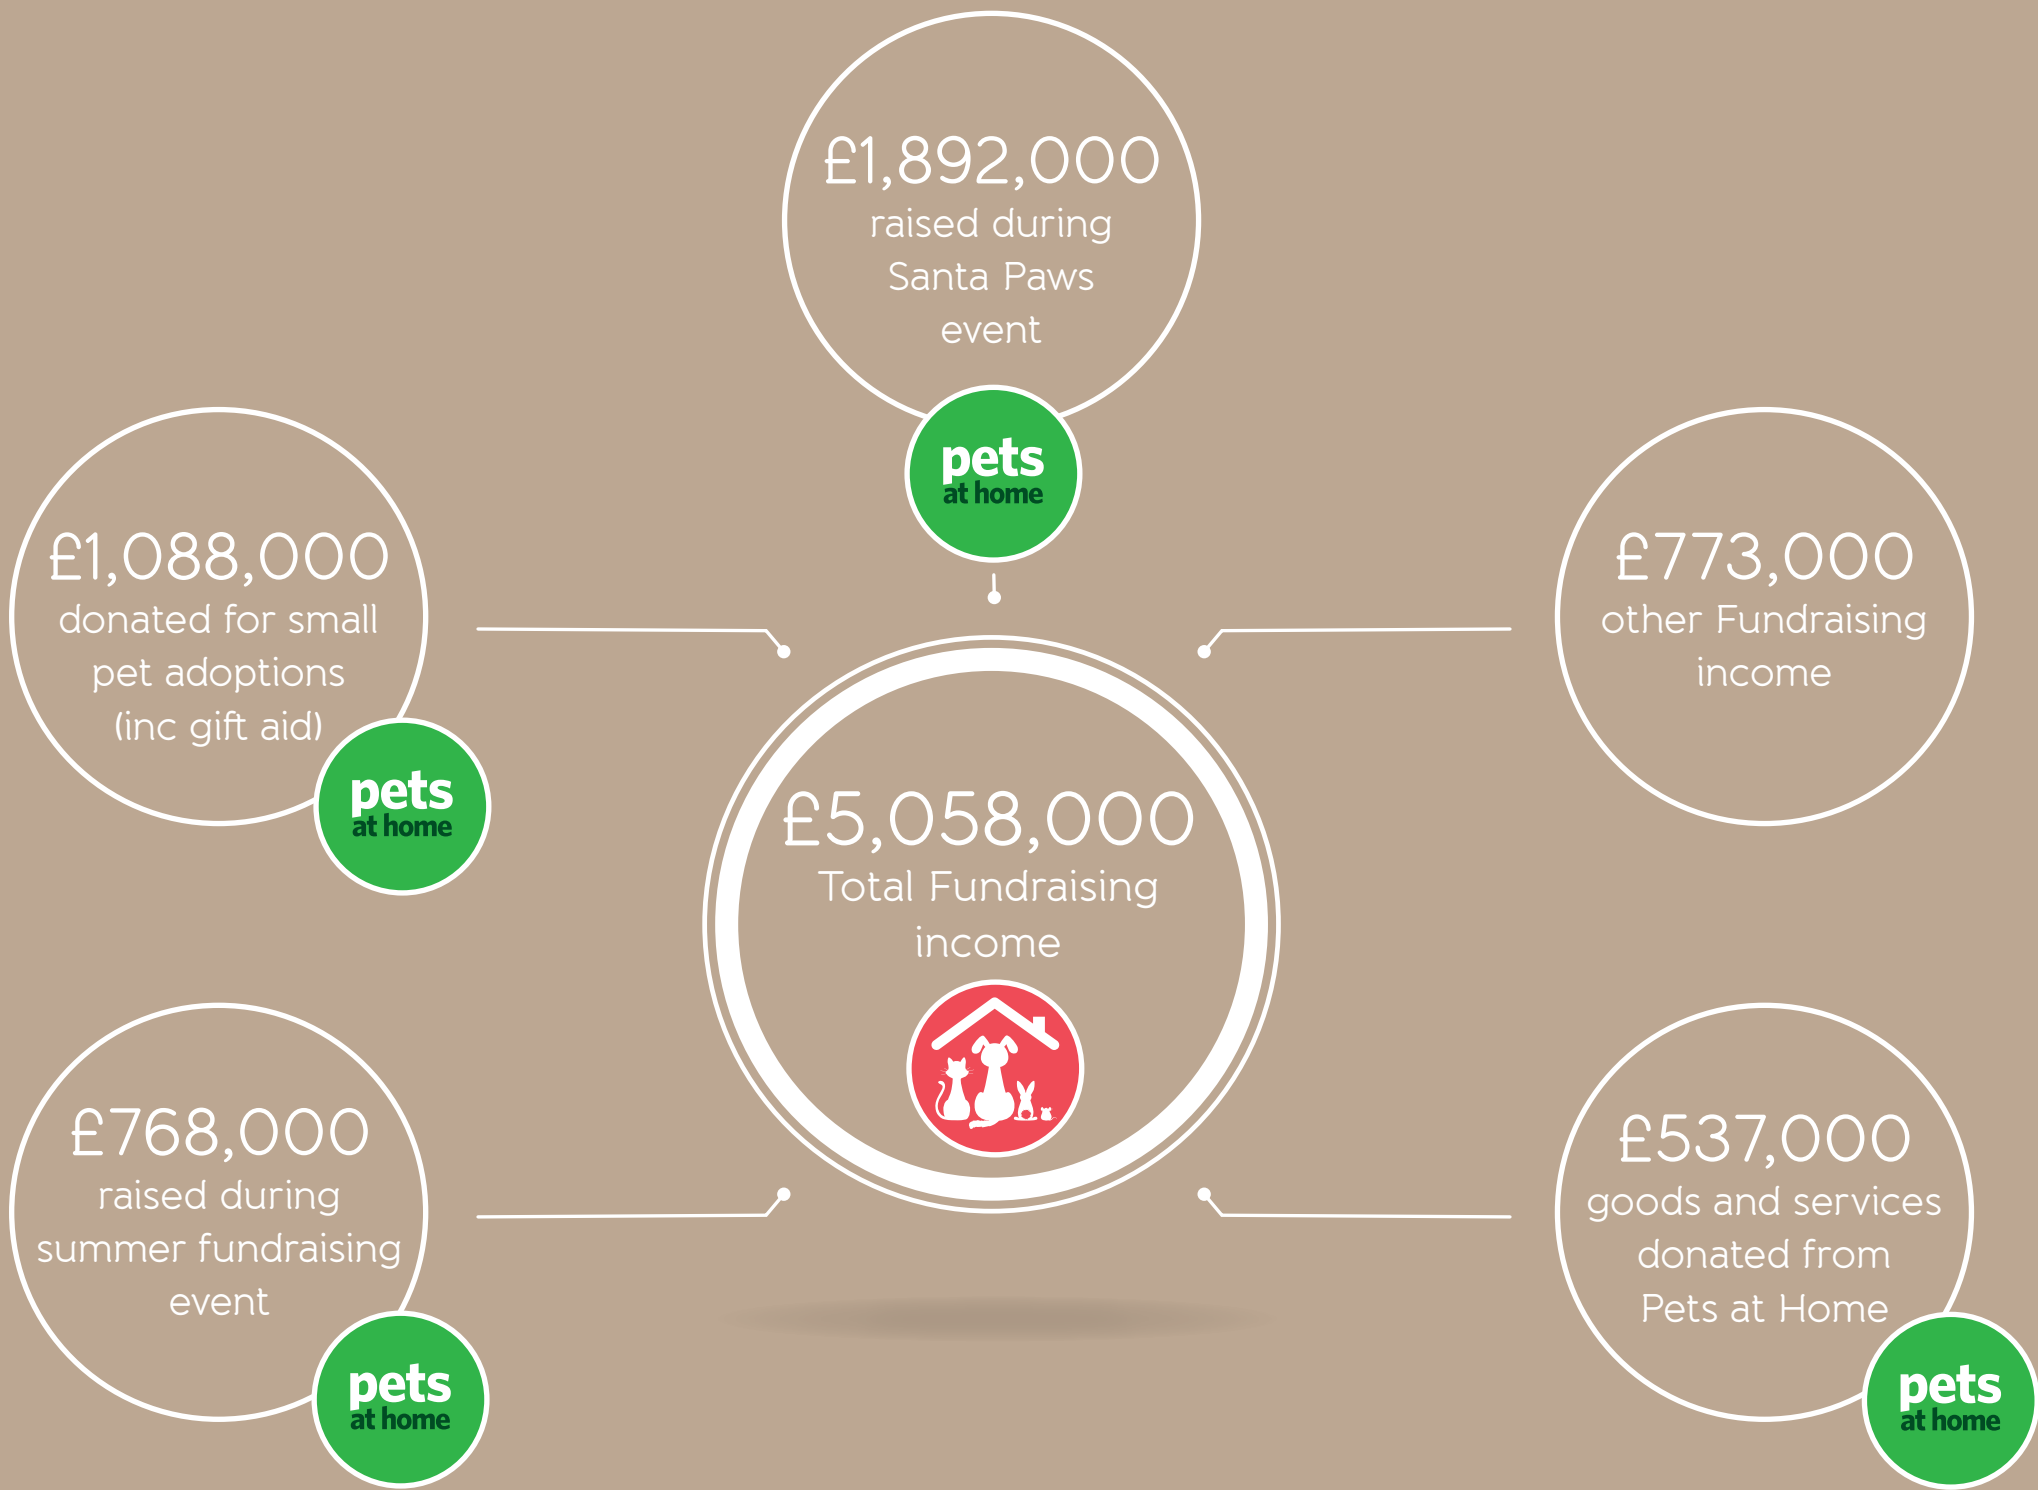 £1,892,000
raised during
Santa Paws
event
pets
at home
£1,088,000
donated for small
pet adoptions
(inc gift aid)
pets
at home
£773,000
other Fundraising
income
£5,058,000
Total Fundraising
income
£768,000
raised during
summer fundraising
event
pets
at home
£537,000
goods and services
donated from
Pets at Home
pets
at home